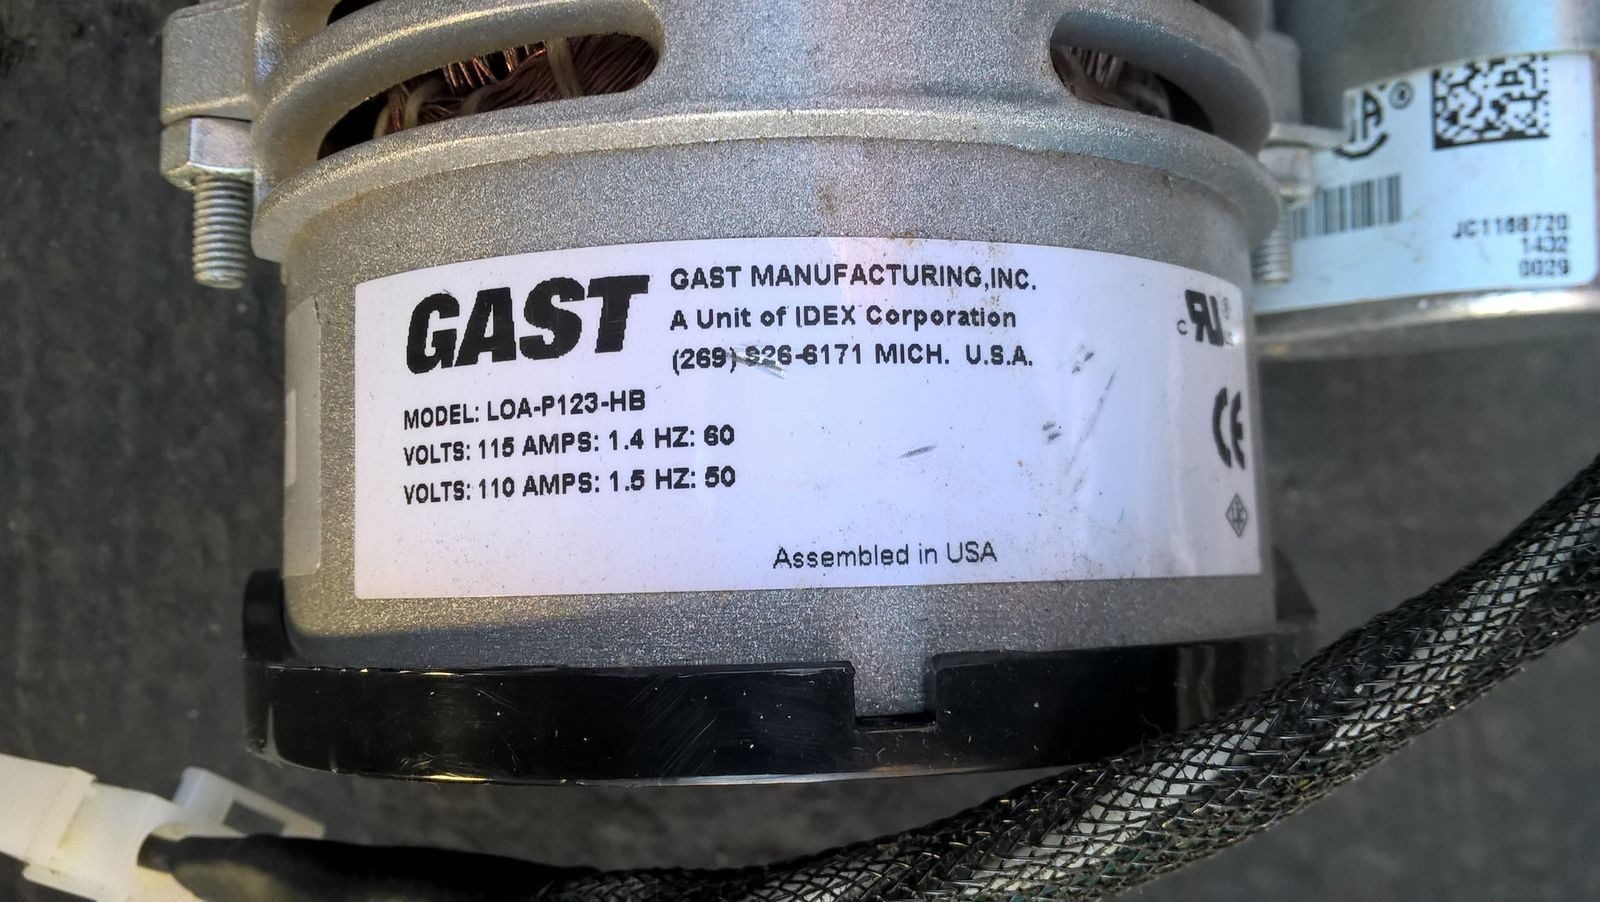 GAST
GAST MANUFACTURING,INC.
A Unit of IDEX Corporation
(269) 926-6171 MICH. U.S.A.
MODEL: LOA-P123-HB
VOLTS: 115 AMPS: 1.4 HZ: 60
VOLTS: 110 AMPS: 1.5 HZ: 50
Assembled in USA
CE
JC1168720
1432
0029